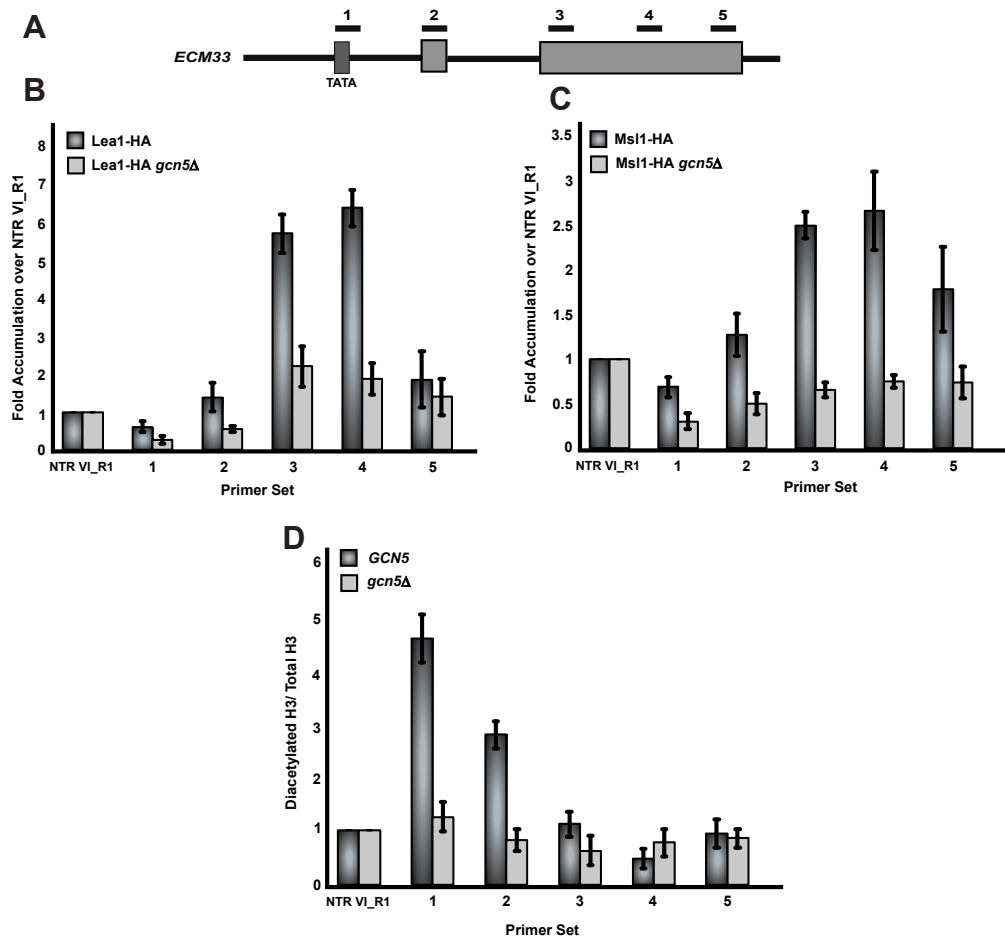 A
1 2 3 4 5
ECM33
TATA
B
Lea1-HA
Lea1-HA gcn5Δ
Fold Accumulation over NTR VI_R1
8
7
6
5
4
3
2
1
0
NTR VI_R1 1 2 3 4 5
Primer Set
C
Msl1-HA
Msl1-HA gcn5Δ
Fold Accumulation ovr NTR VI_R1
3.5
3
2.5
2
1.5
1
0.5
0
NTR VI_R1 1 2 3 4 5
Primer Set
D
GCN5
gcn5Δ
Diacetylated H3/ Total H3
6
5
4
3
2
1
0
NTR VI_R1 1 2 3 4 5
Primer Set